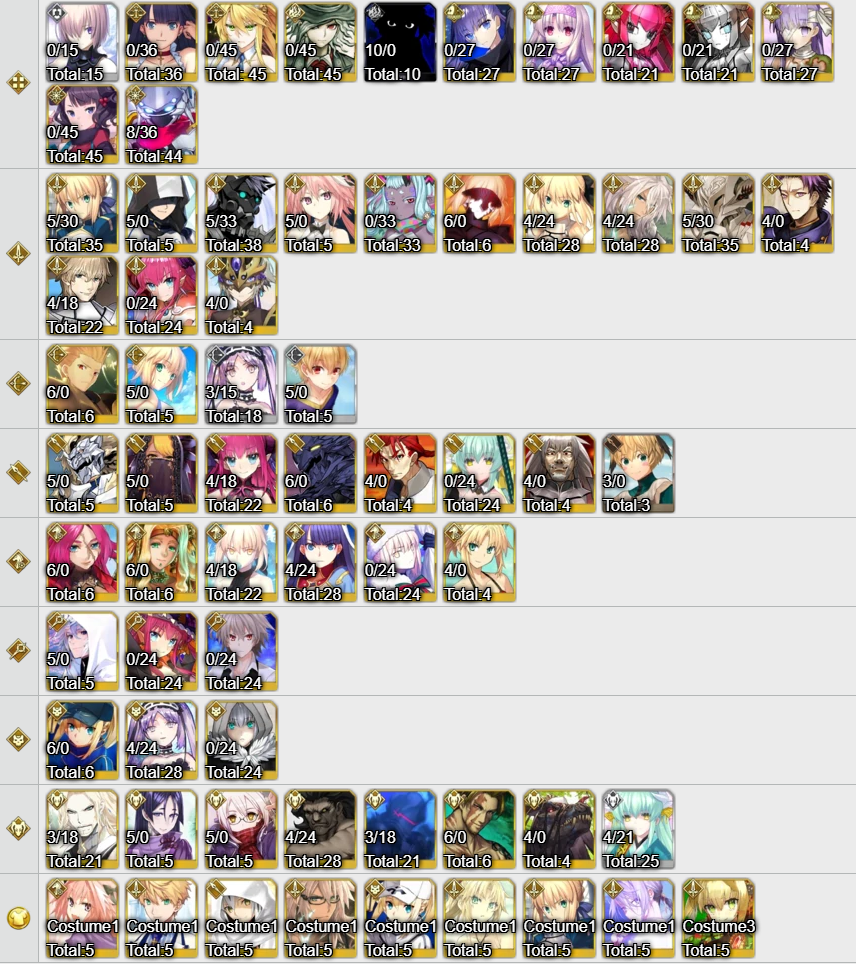 0/15 0/36 0/45 0/45 10/0 0/27 0/27 0/21 0/21 0/27
Total:15 Total:36 Total: 45 Total:45 Total:10 Total:27 Total:27 Total:21 Total:21 Total:27
0/45 8/36
Total:45 Total:44
5/30 5/0 5/33 5/0 0/33 6/0 4/24 4/24 5/30 4/0
Total:35 Total:5 Total:38 Total:5 Total:33 Total:6 Total:28 Total:28 Total:35 Total:4
4/18 0/24 4/0
Total:22 Total:24 Total:4
6/0 5/0 3/15 5/0
Total:6 Total:5 Total:18 Total:5
5/0 5/0 4/18 6/0 4/0 0/24 4/0 3/0
Total:5 Total:5 Total:22 Total:6 Total:4 Total:24 Total:4 Total:3
6/0 6/0 4/18 4/24 0/24 4/0
Total:6 Total:6 Total:22 Total:28 Total:24 Total:4
5/0 0/24 0/24
Total:5 Total:24 Total:24
6/0 4/24 0/24
Total:6 Total:28 Total:24
3/18 5/0 5/0 4/24 3/18 6/0 4/0 4/21
Total:21 Total:5 Total:5 Total:28 Total:21 Total:6 Total:4 Total:25
Costume1 Costume1 Costume1 Costume1 Costume1 Costume1 Costume1 Costume1 Costume3
Total:5 Total:5 Total:5 Total:5 Total:5 Total:5 Total:5 Total:5 Total:5